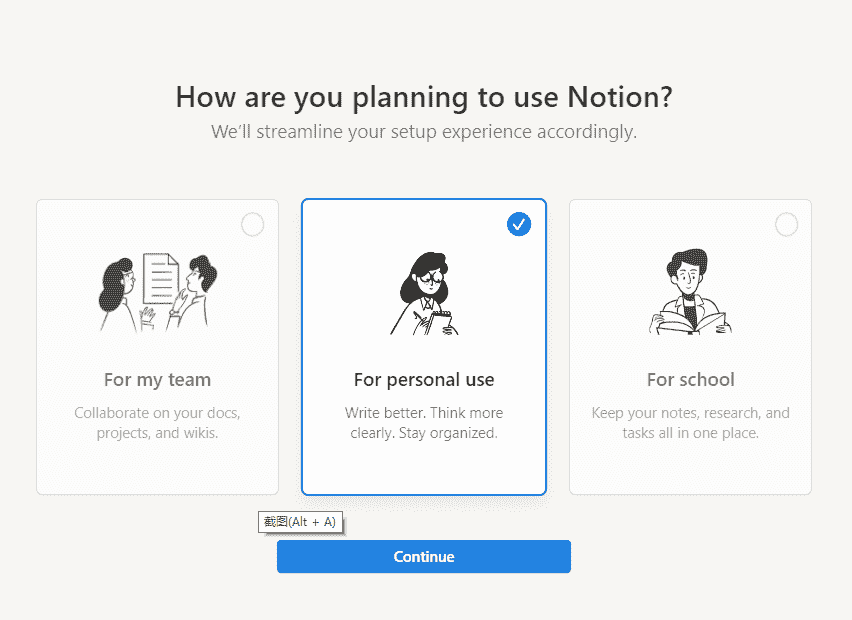 How are you planning to use Notion?
We'll streamline your setup experience accordingly.
For my team
Collaborate on your docs,
projects, and wikis.
For personal use
Write better. Think more
clearly. Stay organized.
For school
Keep your notes, research, and
tasks all in one place.
截图(Alt + A)
Continue